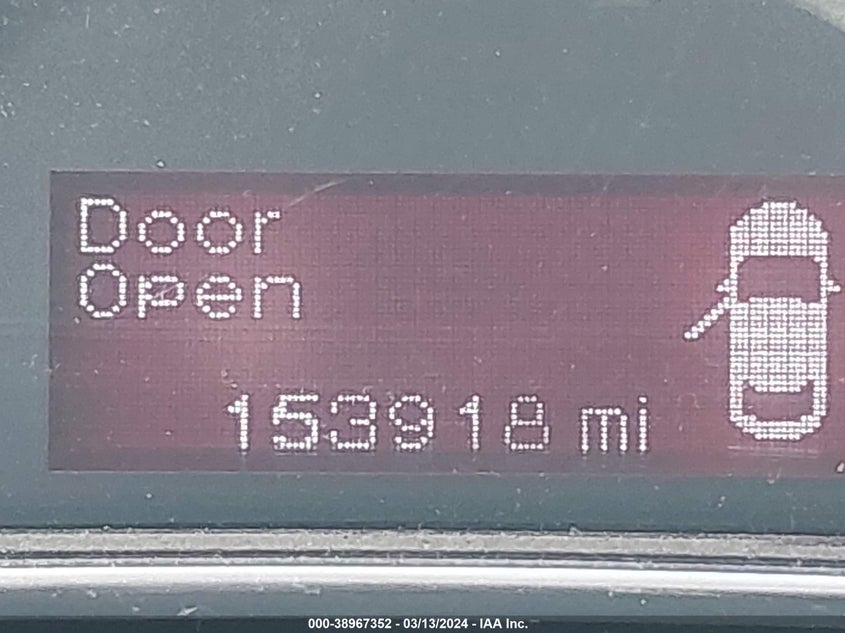 Door
Open
153918 mi
000-38967352 - 03/13/2024 - IAA Inc.